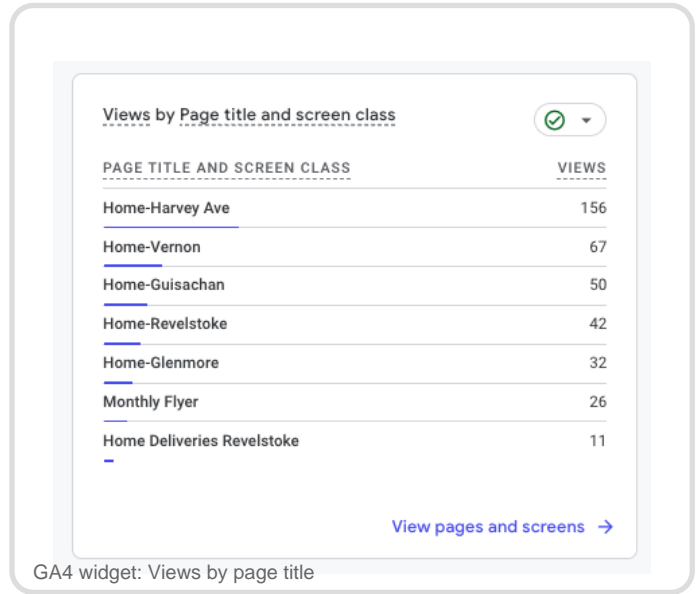 Views by Page title and screen class
PAGE TITLE AND SCREEN CLASS VIEWS
Home-Harvey Ave 156
Home-Vernon 67
Home-Guisachan 50
Home-Revelstoke 42
Home-Glenmore 32
Monthly Flyer 26
Home Deliveries Revelstoke 11
View pages and screens →
GA4 widget: Views by page title